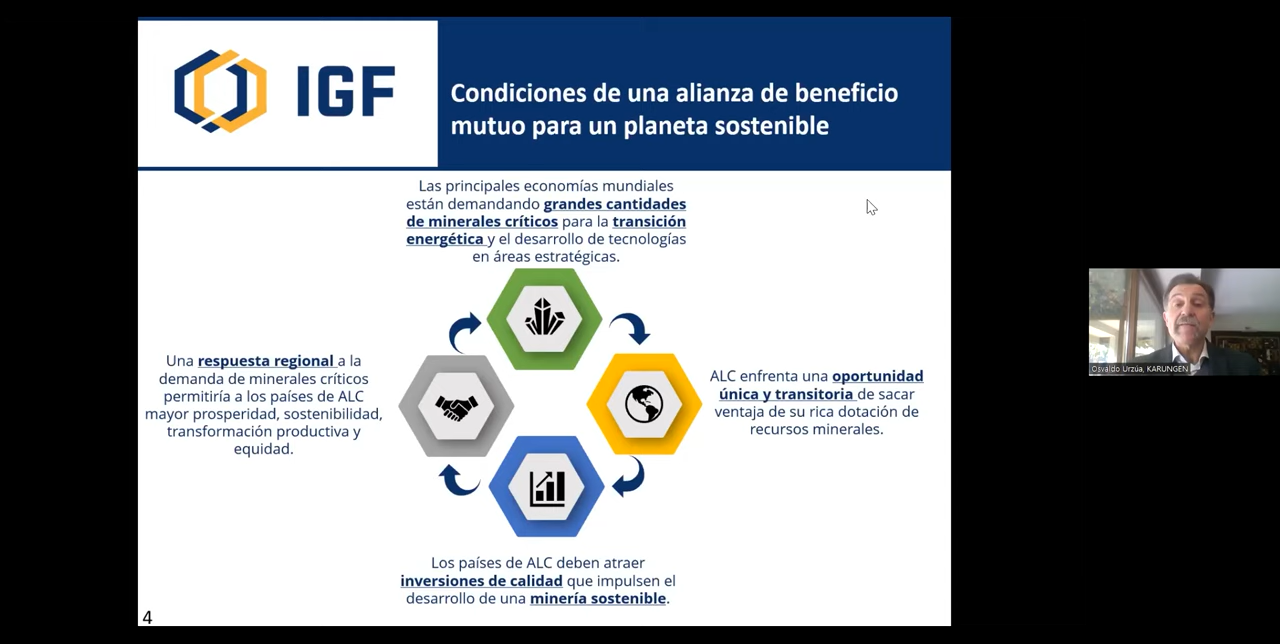 IGF
Condiciones de una alianza de beneficio
mutuo para un planeta sostenible
Las principales economías mundiales
están demandando grandes cantidades
de minerales críticos para la transición
energética y el desarrollo de tecnologías
en áreas estratégicas.
Una respuesta regional a la
demanda de minerales críticos
permitiría a los países de ALC
mayor prosperidad, sostenibilidad,
transformación productiva y
equidad.
ALC enfrenta una oportunidad
única y transitoria de sacar
ventaja de su rica dotación de
recursos minerales.
Los países de ALC deben atraer
inversiones de calidad que impulsen el
desarrollo de una minería sostenible.
4
Osvaldo Urzúa, KARUNGEN